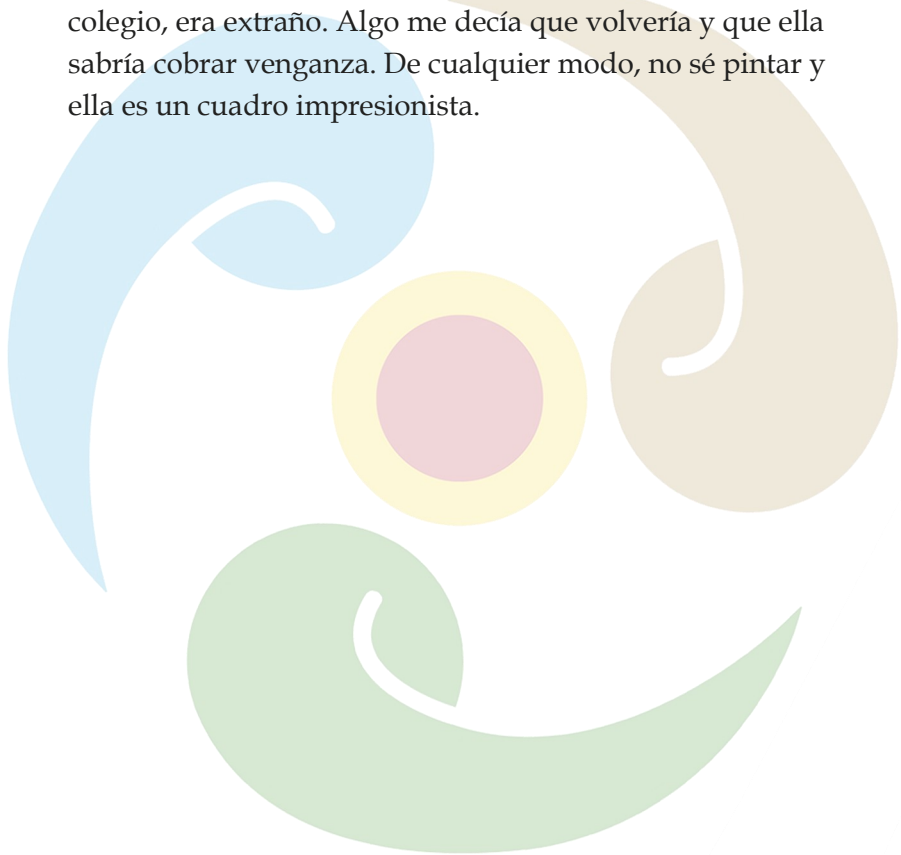 colegio, era extraño. Algo me decía que volvería y que ella
sabría cobrar venganza. De cualquier modo, no sé pintar y
ella es un cuadro impresionista.